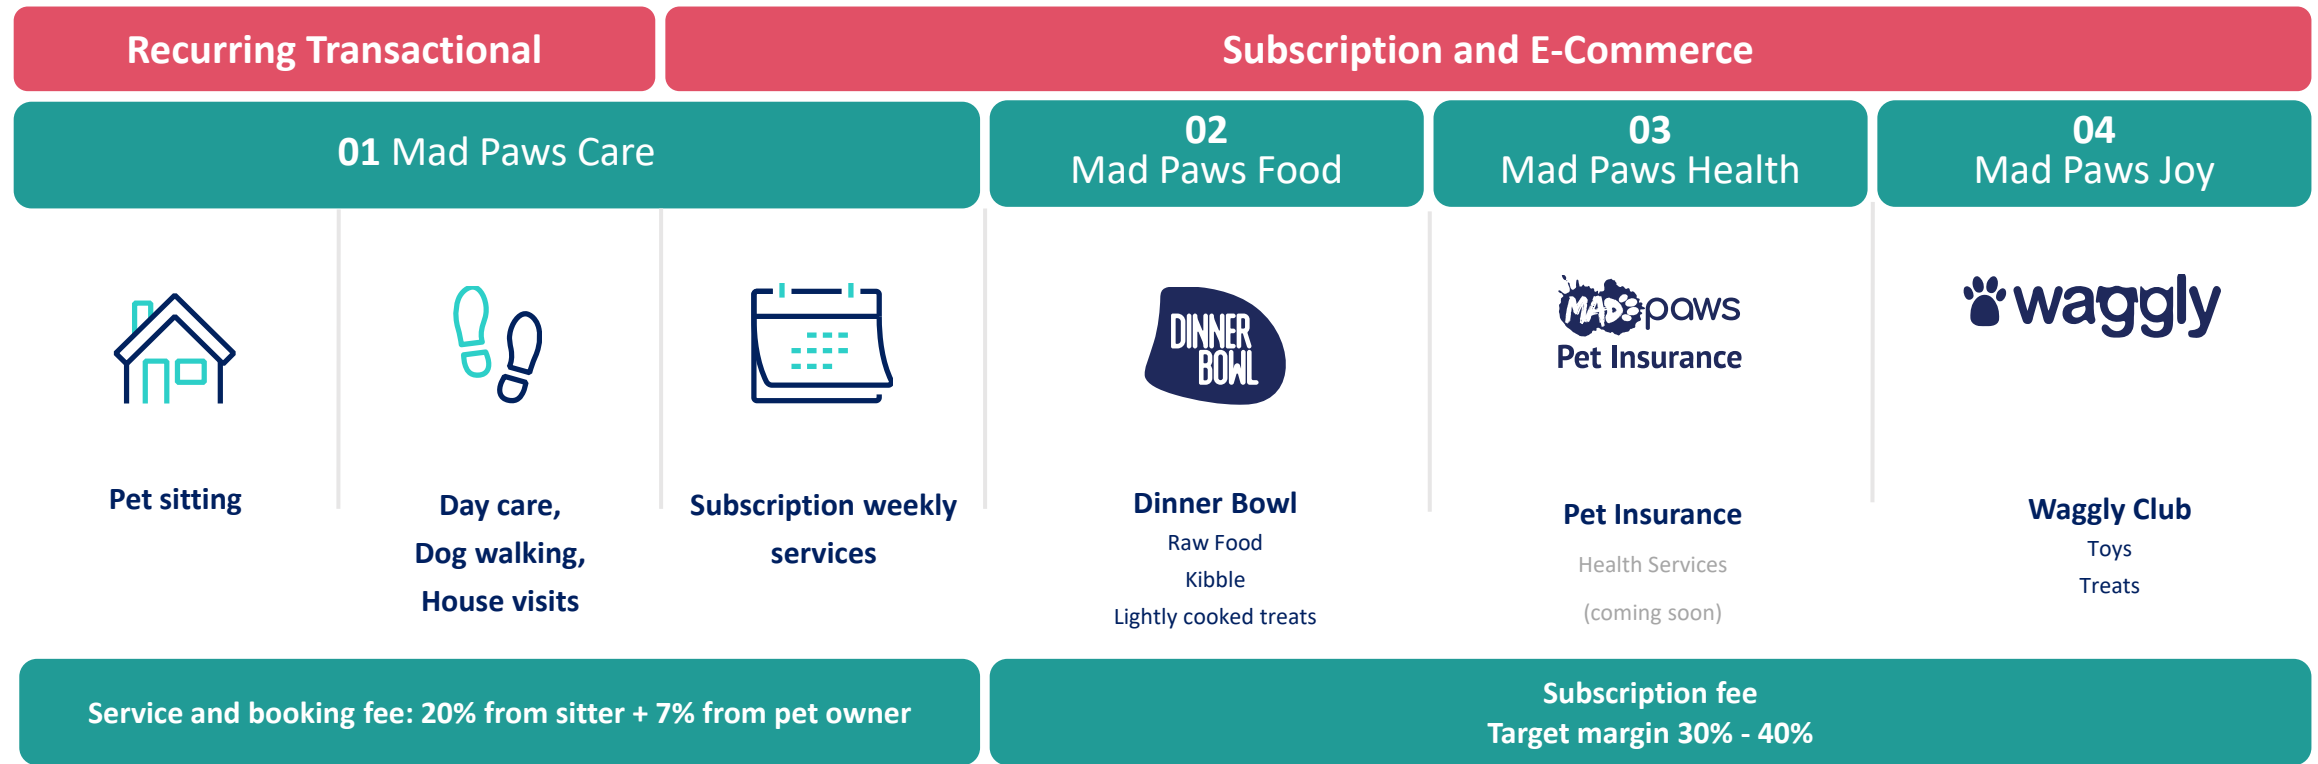 Recurring Transactional
Subscription and E-Commerce
01 Mad Paws Care
02
Mad Paws Food
03
Mad Paws Health
04
Mad Paws Joy
DINNER
BOWL
MAD paws
Pet Insurance
waggly
Pet sitting
Day care,
Dog walking,
House visits
Subscription weekly
services
Dinner Bowl
Raw Food
Kibble
Lightly cooked treats
Pet Insurance
Health Services
(coming soon)
Waggly Club
Toys
Treats
Service and booking fee: 20% from sitter + 7% from pet owner
Subscription fee
Target margin 30% - 40%